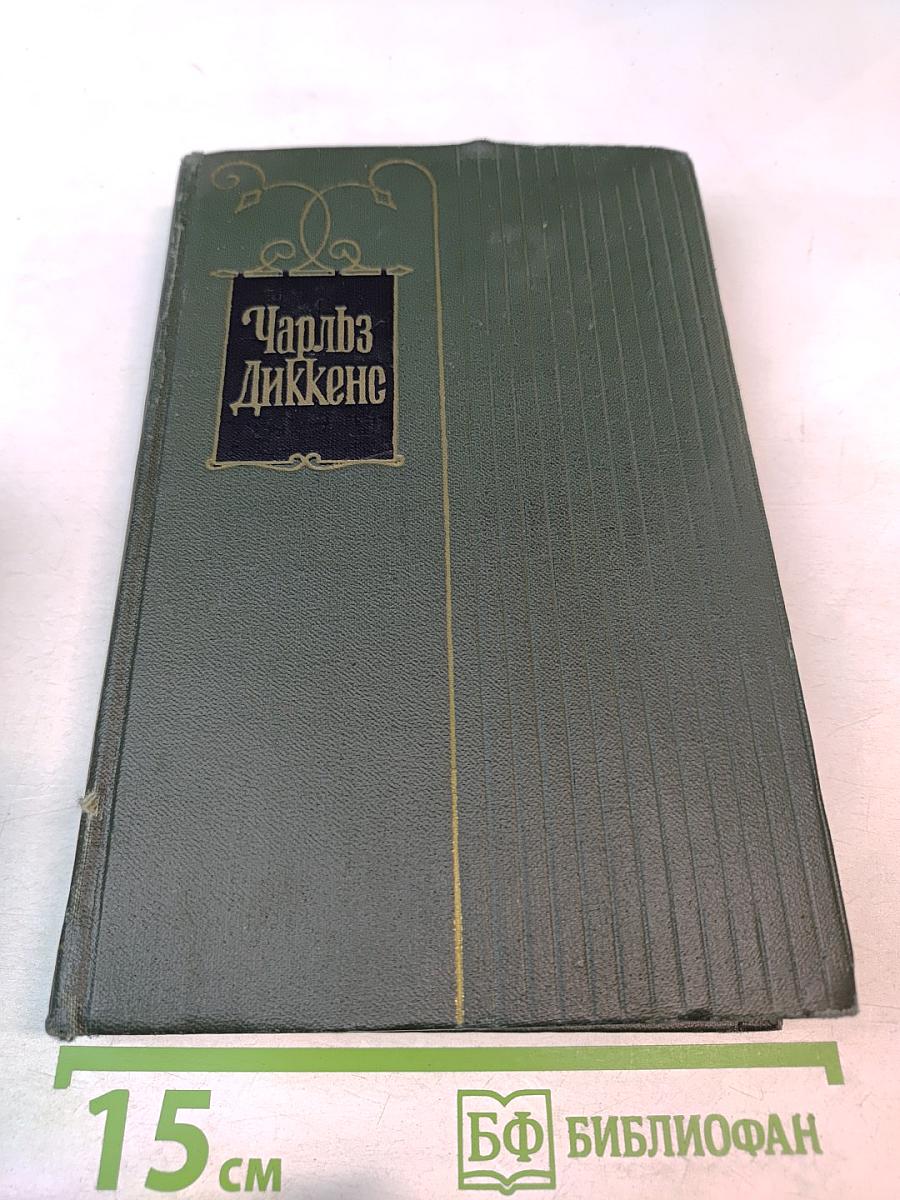 Чарльз
Диккенс
15 см
БФ БИБЛИОФАН